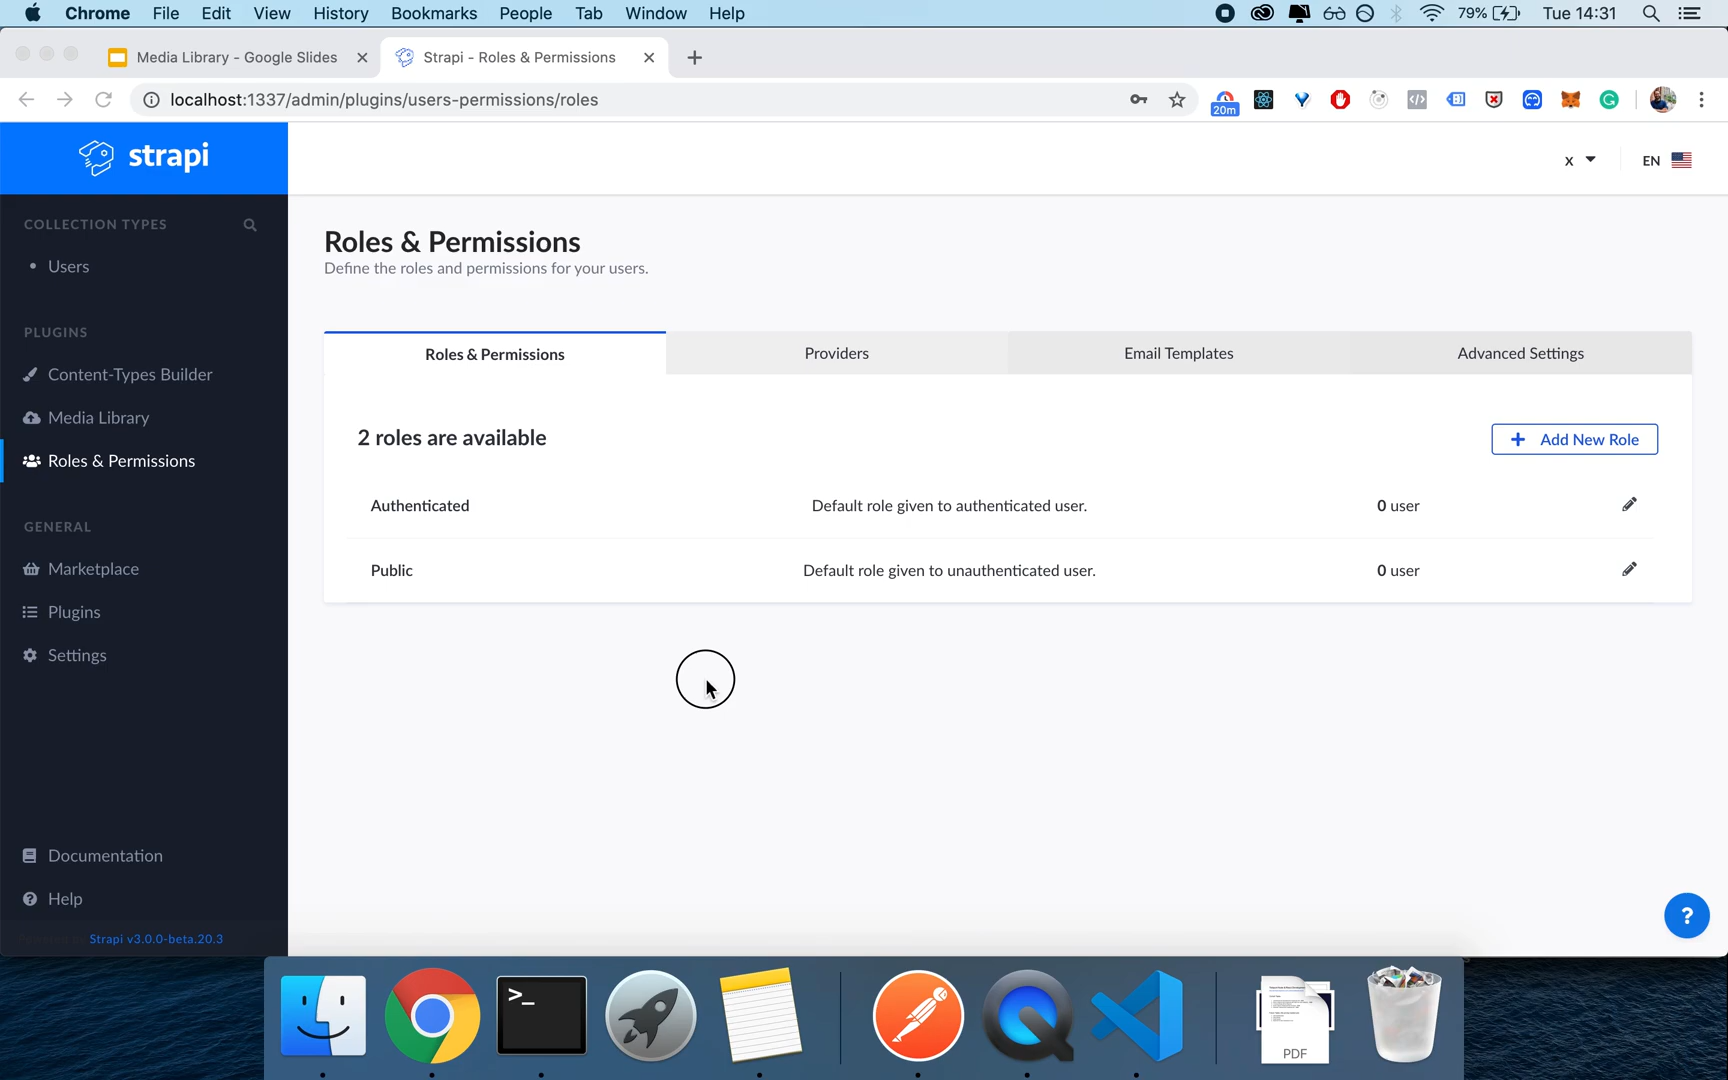 Chrome File Edit View History Bookmarks People Tab Window Help 79% Tue 14:31
Media Library - Google Slides Strapi - Roles & Permissions
localhost:1337/admin/plugins/users-permissions/roles 20m
strapi
x EN
COLLECTION TYPES
Users
PLUGINS
Content-Types Builder
Media Library
Roles & Permissions
GENERAL
Marketplace
Plugins
Settings
Documentation
Help
Strapi v3.0.0-beta.20.3
Roles & Permissions
Define the roles and permissions for your users.
Roles & Permissions Providers Email Templates Advanced Settings
2 roles are available
Add New Role
Authenticated Default role given to authenticated user. 0 user
Public Default role given to unauthenticated user. 0 user
?
>_
PDF